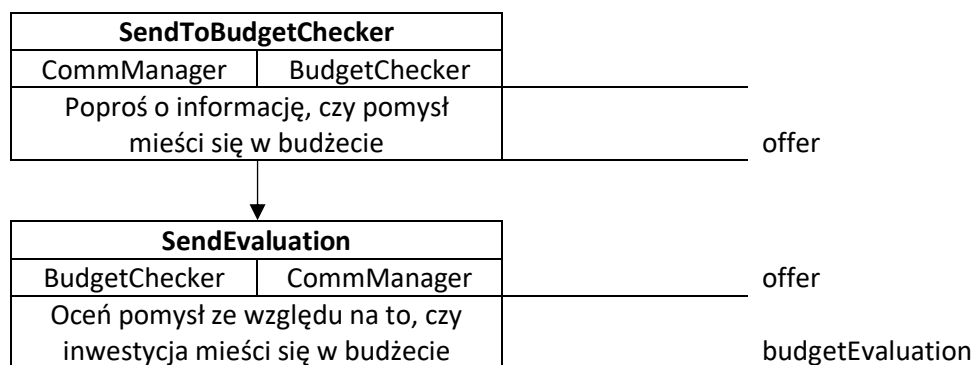 SendToBudgetChecker
CommManager BudgetChecker
Poproś o informację, czy pomysł
mieści się w budżecie
offer
SendEvaluation
BudgetChecker CommManager
offer
Oceń pomysł ze względu na to, czy
inwestycja mieści się w budżecie
budgetEvaluation